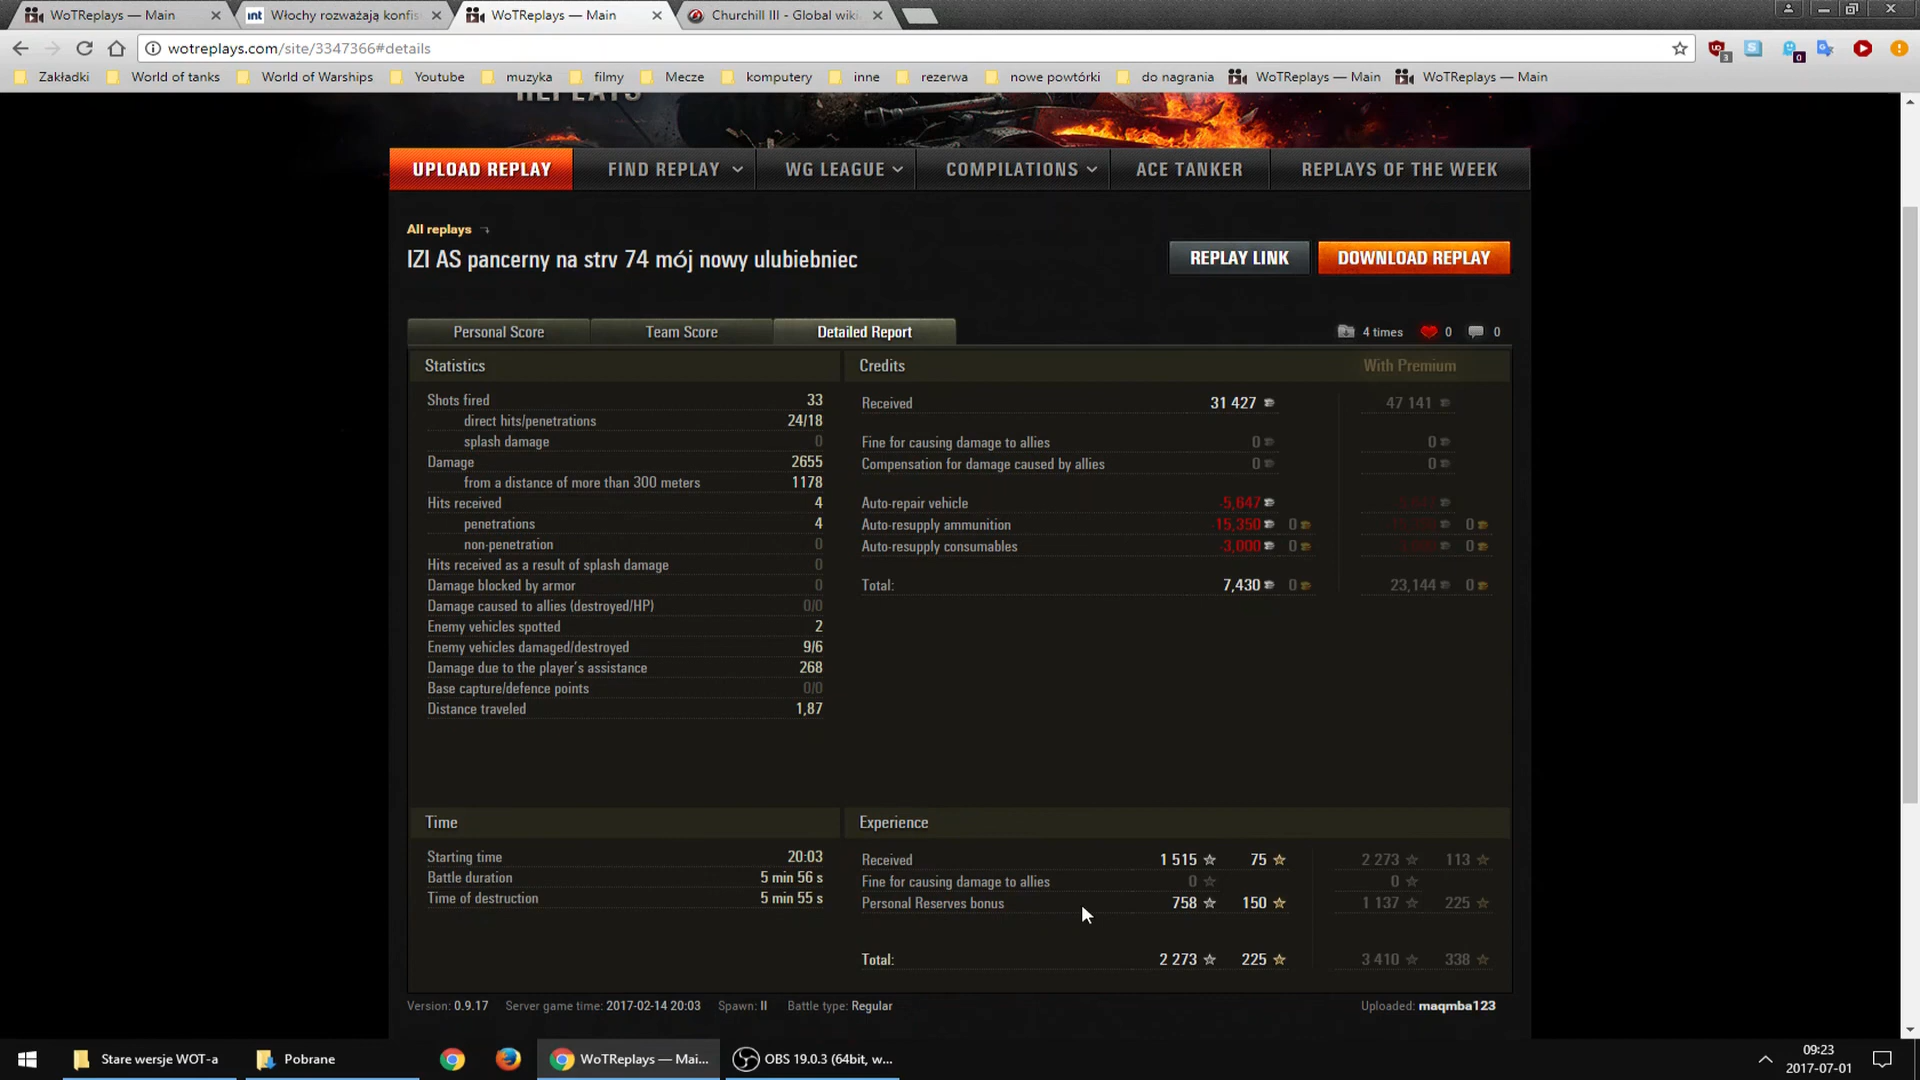 WoTReplays — Main
Włochy rozważają konfis
WoTReplays — Main
Churchill III - Global wiki
wotreplays.com/site/3347366#details
Zakładki World of tanks World of Warships Youtube muzyka filmy Mecze komputery inne rezerwa nowe powtórki do nagrania WoTReplays — Main WoTReplays — Main
REPLAYS
UPLOAD REPLAY FIND REPLAY WG LEAGUE COMPILATIONS ACE TANKER REPLAYS OF THE WEEK
All replays
IZI AS pancerny na strv 74 mój nowy ulubiebniec
REPLAY LINK DOWNLOAD REPLAY
Personal Score Team Score Detailed Report 4 times 0 0
Statistics
Shots fired 33
direct hits/penetrations 24/18
splash damage 0
Damage 2655
from a distance of more than 300 meters 1178
Hits received 4
penetrations 4
non-penetration 0
Hits received as a result of splash damage 0
Damage blocked by armor 0
Damage caused to allies (destroyed/HP) 0/0
Enemy vehicles spotted 2
Enemy vehicles damaged/destroyed 9/6
Damage due to the player's assistance 268
Base capture/defence points 0/0
Distance traveled 1,87
Credits With Premium
Received 31 427 47 141
Fine for causing damage to allies 0 0
Compensation for damage caused by allies 0 0
Auto-repair vehicle -5,647
Auto-resupply ammunition -15,350 0 0
Auto-resupply consumables -3,000 0 0
Total: 7,430 0 23,144 0
Time
Starting time 20:03
Battle duration 5 min 56 s
Time of destruction 5 min 55 s
Experience
Received 1 515 75 2 273 113
Fine for causing damage to allies 0 0
Personal Reserves bonus 758 150 1 137 225
Total: 2 273 225 3 410 338
Version: 0.9.17 Server game time: 2017-02-14 20:03 Spawn: II Battle type: Regular Uploaded: maqmba123
Stare wersje WOT-a Pobrane WoTReplays — Mai... OBS 19.0.3 (64bit, w...
09:23
2017-07-01